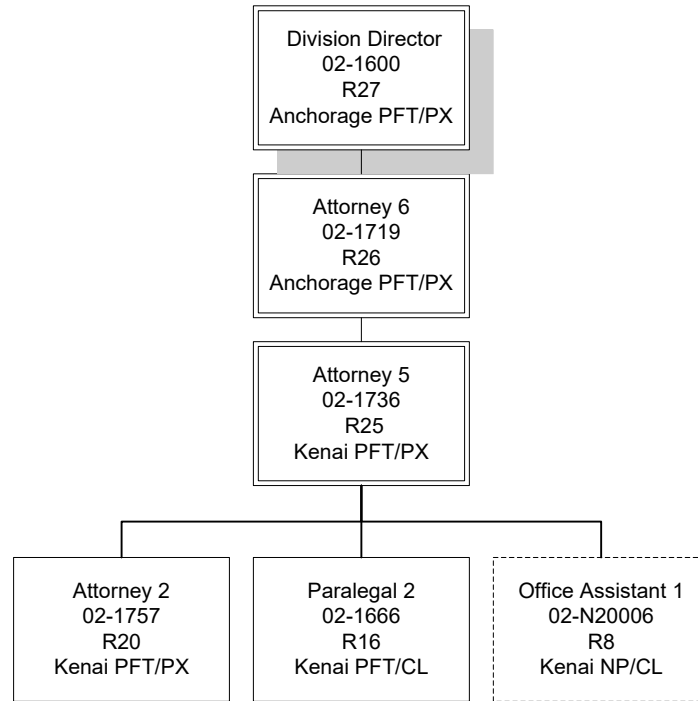 Division Director
02-1600
R27
Anchorage PFT/PX
Attorney 6
02-1719
R26
Anchorage PFT/PX
Attorney 5
02-1736
R25
Kenai PFT/PX
Attorney 2
02-1757
R20
Kenai PFT/PX
Paralegal 2
02-1666
R16
Kenai PFT/CL
Office Assistant 1
02-N20006
R8
Kenai NP/CL